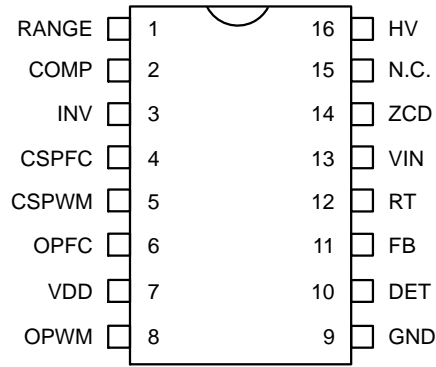 RANGE 1 16 HV
COMP 2 15 N.C.
INV 3 14 ZCD
CSPFC 4 13 VIN
CSPWM 5 12 RT
OPFC 6 11 FB
VDD 7 10 DET
OPWM 8 9 GND